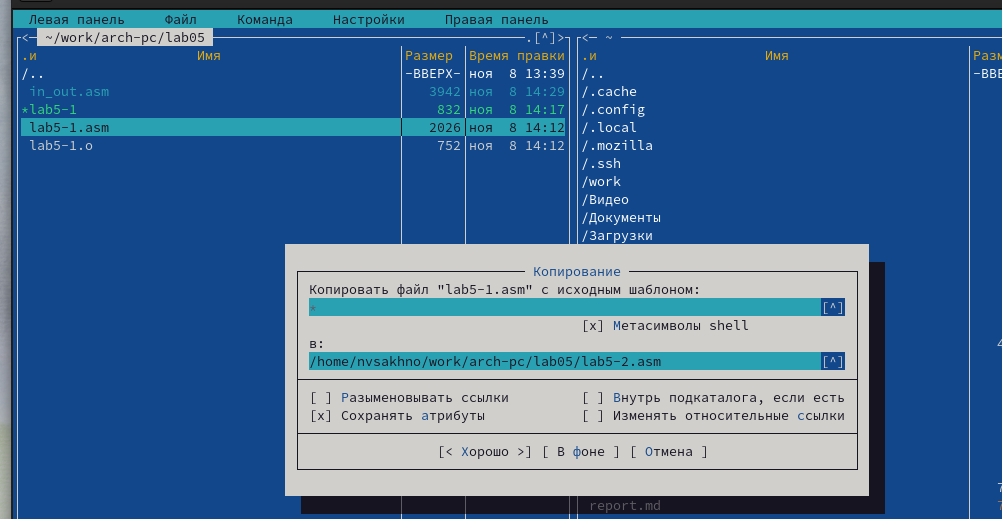 Левая панель Файл Команда Настройки Правая панель
<— ~/work/arch-pc/lab05 .[^]> <— ~
.и Имя Размер Время правки .и Имя Разм
/.. -ВВЕРХ- ноя 8 13:39 /.. -ВВЕ
in_out.asm 3942 ноя 8 14:29 /.cache
*lab5-1 832 ноя 8 14:17 /.config
lab5-1.asm 2026 ноя 8 14:12 /.local
lab5-1.o 752 ноя 8 14:12 /.mozilla
/.ssh
/work
/Видео
/Документы
/Загрузки
Копирование
Копировать файл "lab5-1.asm" с исходным шаблоном:
* [^]
[x] Метасимволы shell
в:
/home/nvsakhno/work/arch-pc/lab05/lab5-2.asm [^]
[ ] Разыменовывать ссылки [ ] Внутрь подкаталога, если есть
[x] Сохранять атрибуты [ ] Изменять относительные ссылки
[< Хорошо >] [ В фоне ] [ Отмена ]
report.md